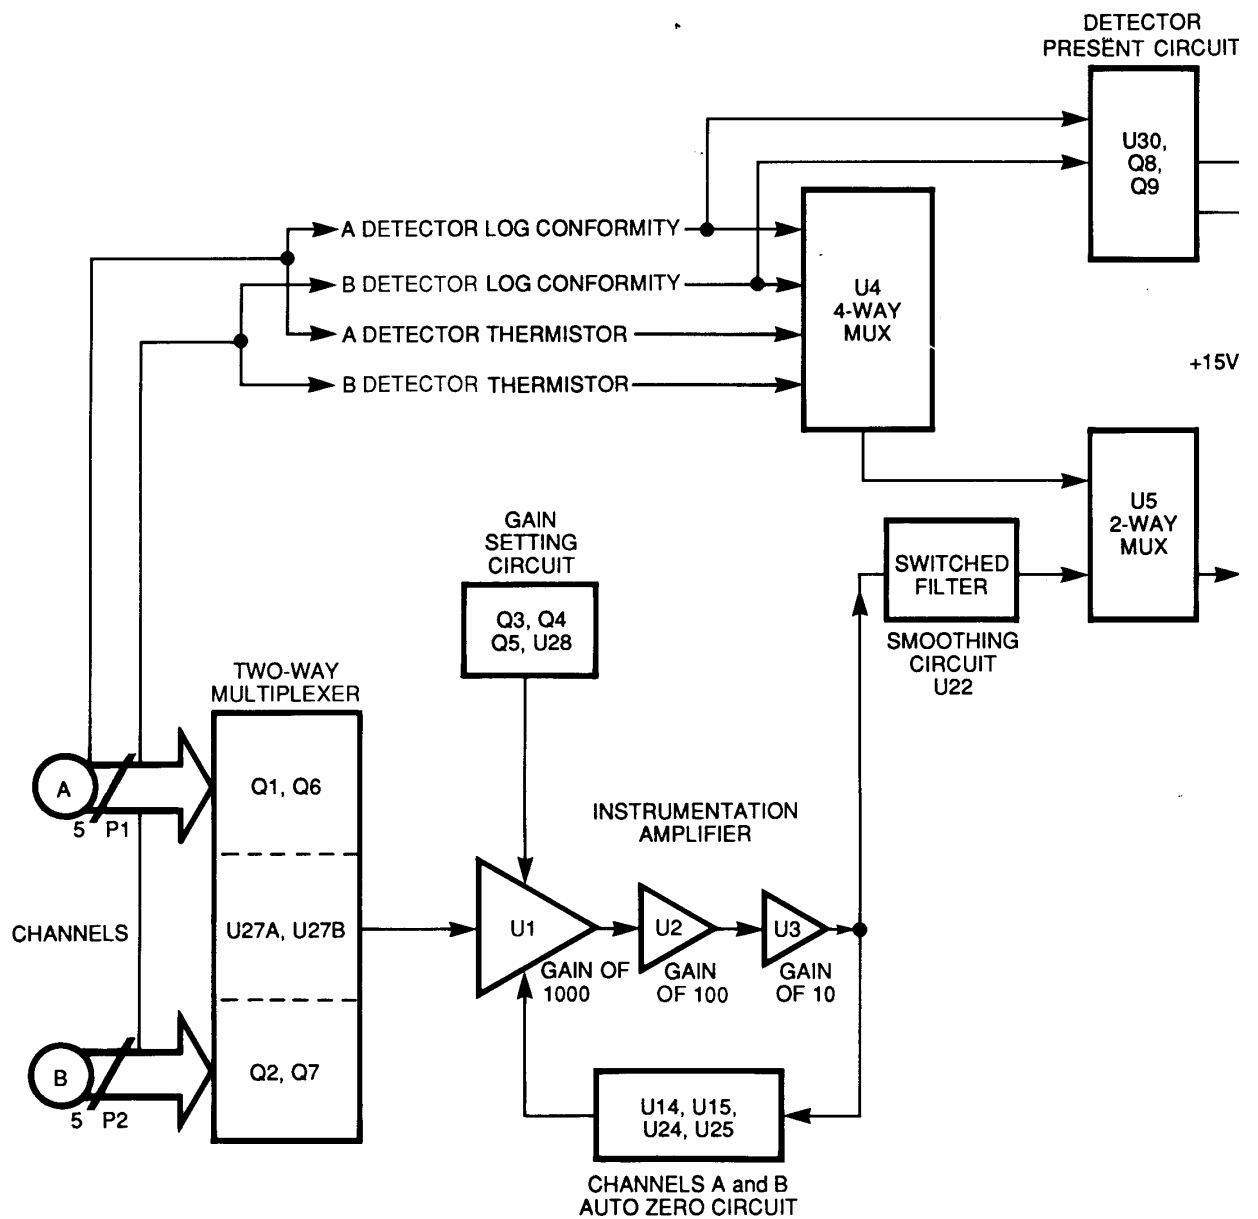 DETECTOR
PRESENT CIRCUIT
U30,
Q8,
Q9
A DETECTOR LOG CONFORMITY
B DETECTOR LOG CONFORMITY
A DETECTOR THERMISTOR
B DETECTOR THERMISTOR
U4
4-WAY
MUX
+15V
U5
2-WAY
MUX
GAIN
SETTING
CIRCUIT
Q3, Q4
Q5, U28
SWITCHED
FILTER
SMOOTHING
CIRCUIT
U22
TWO-WAY
MULTIPLEXER
A
5
P1
Q1, Q6
INSTRUMENTATION
AMPLIFIER
CHANNELS
U27A, U27B
U1
GAIN OF
1000
U2
GAIN
OF 100
U3
GAIN
OF 10
B
5
P2
Q2, Q7
U14, U15,
U24, U25
CHANNELS A and B
AUTO ZERO CIRCUIT